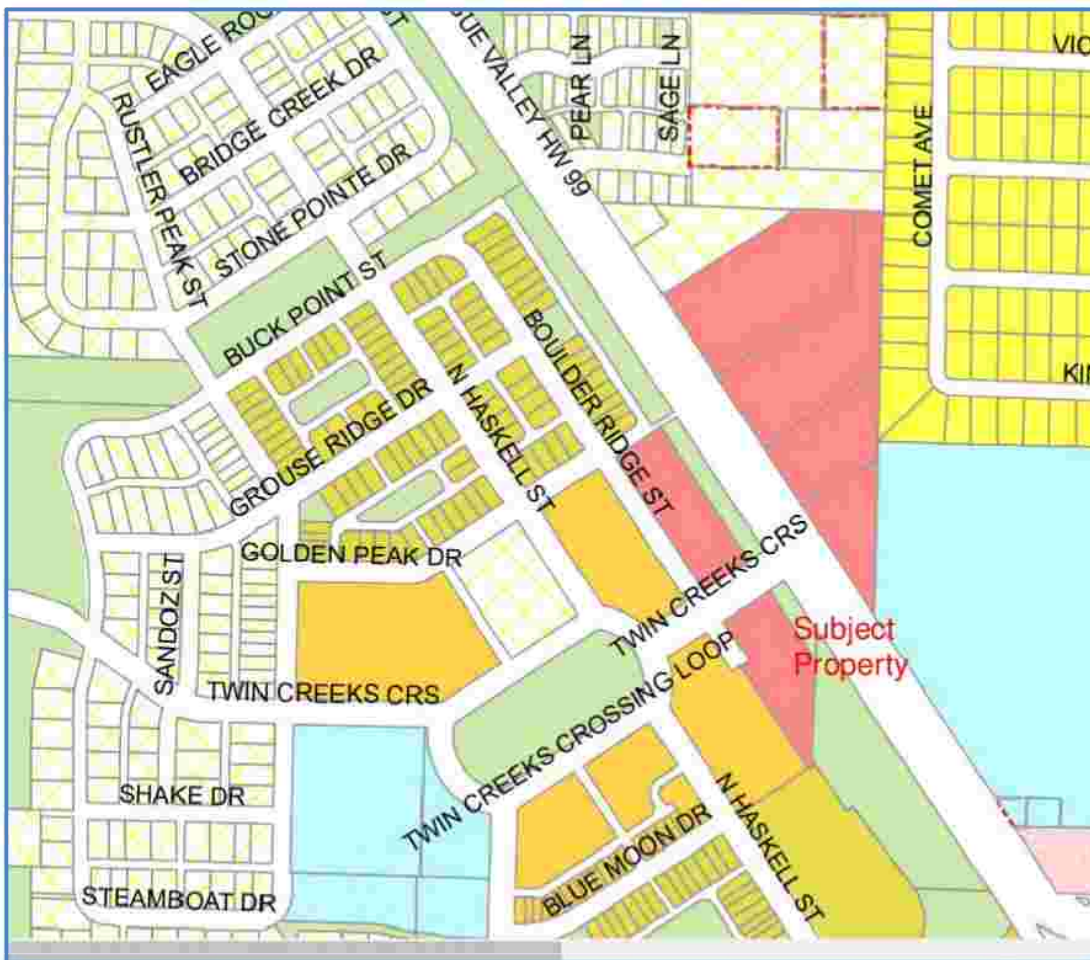 EAGLE ROC
ST
GUE VALLEY HW 99
PEAR LN
SAGE LN
VIC
RUSTLER PEAK ST
BRIDGE CREEK DR
STONE POINTE DR
COMET AVE
BUCK POINT ST
BOULDER RIDGE ST.
KIN
N HASKELL ST
GROUSE RIDGE DR
GOLDEN PEAK DR
SANDOZ ST
TWIN CREEKS CRS
Subject
Property
TWIN CREEKS CRS
TWIN CREEKS CROSSING LOOP
SHAKE DR
N HASKELL ST
BLUE MOON DR
STEAMBOAT DR